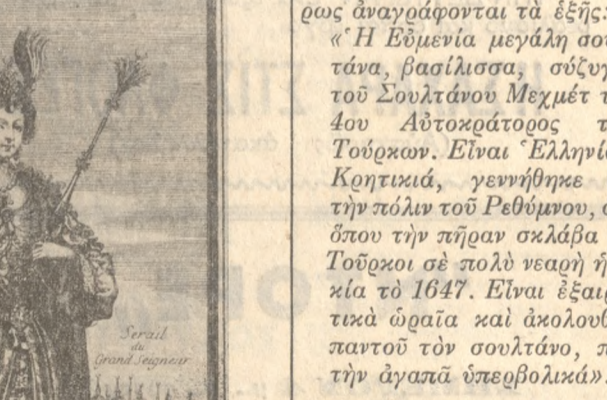 ρως ἀναγράφονται τὰ ἑξῆς:
«Ἡ Εὐμενία μεγάλη σου
τάνα, βασίλισσα, σύζυγ
τοῦ Σουλτάνου Μεχμέτ τ
4ου Αὐτοκράτορος τ
Τούρκων. Εἶναι Ἑλληνί
Κρητικιά, γεννήθηκε
τὴν πόλιν τοῦ Ρεθύμνου, 
ὅπου τὴν πῆραν σκλάβα
Τοῦρκοι σὲ πολὺ νεαρὴ ἡ
κία τὸ 1647. Εἶναι ἐξαιρ
τικὰ ὡραῖα καὶ ἀκολουθ
παντοῦ τὸν σουλτάνο, π
τὴν ἀγαπᾶ ὑπερβολικά».
Serail
du
Grand Seigneur